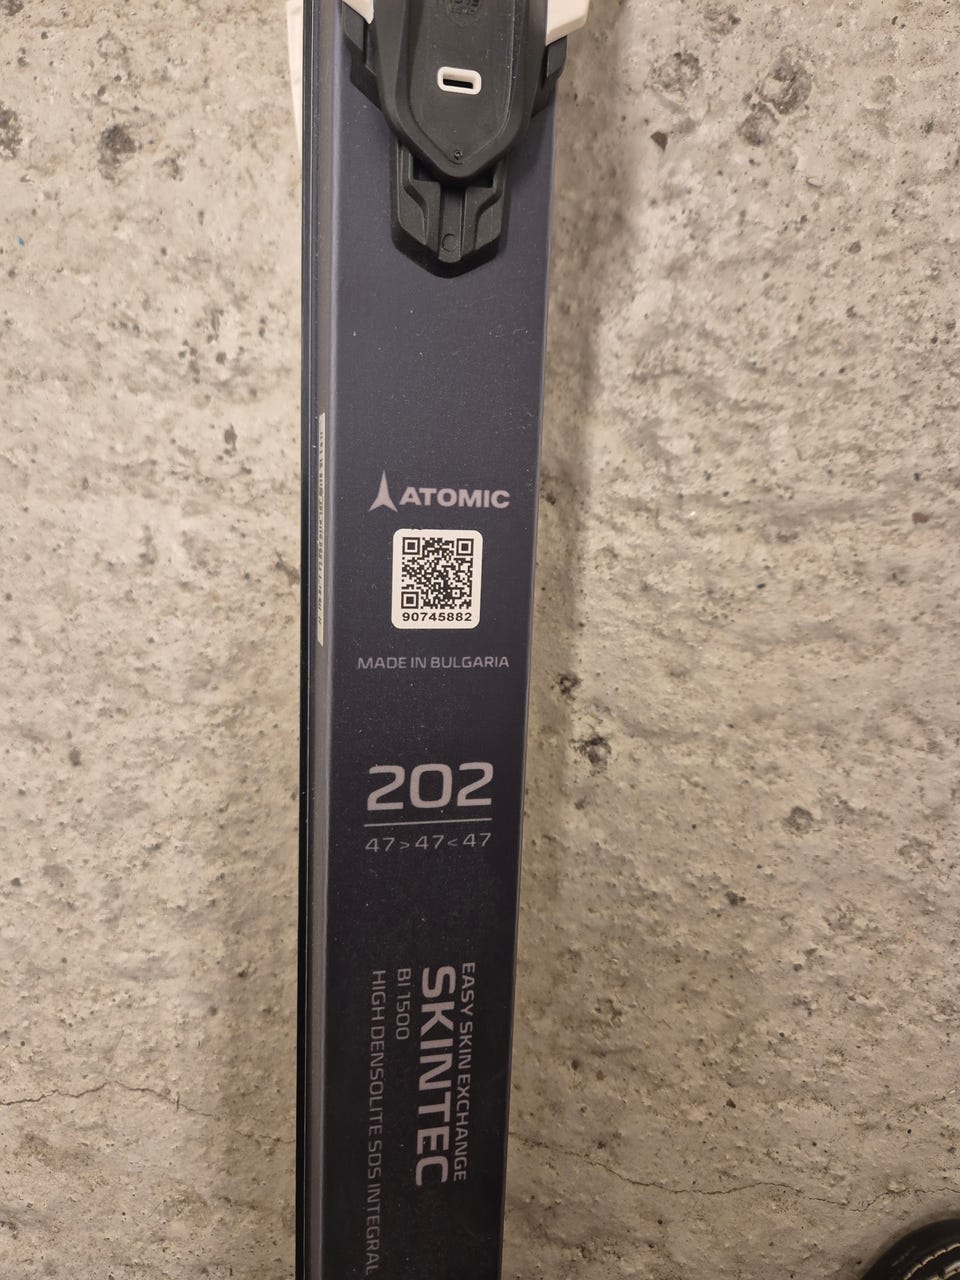 ATOMIC
90745882
MADE IN BULGARIA
202
47>47<47
EASY SKIN EXCHANGE
SKINTEC
BI 1500
HIGH DENSOLITE SDS INTEGRAL